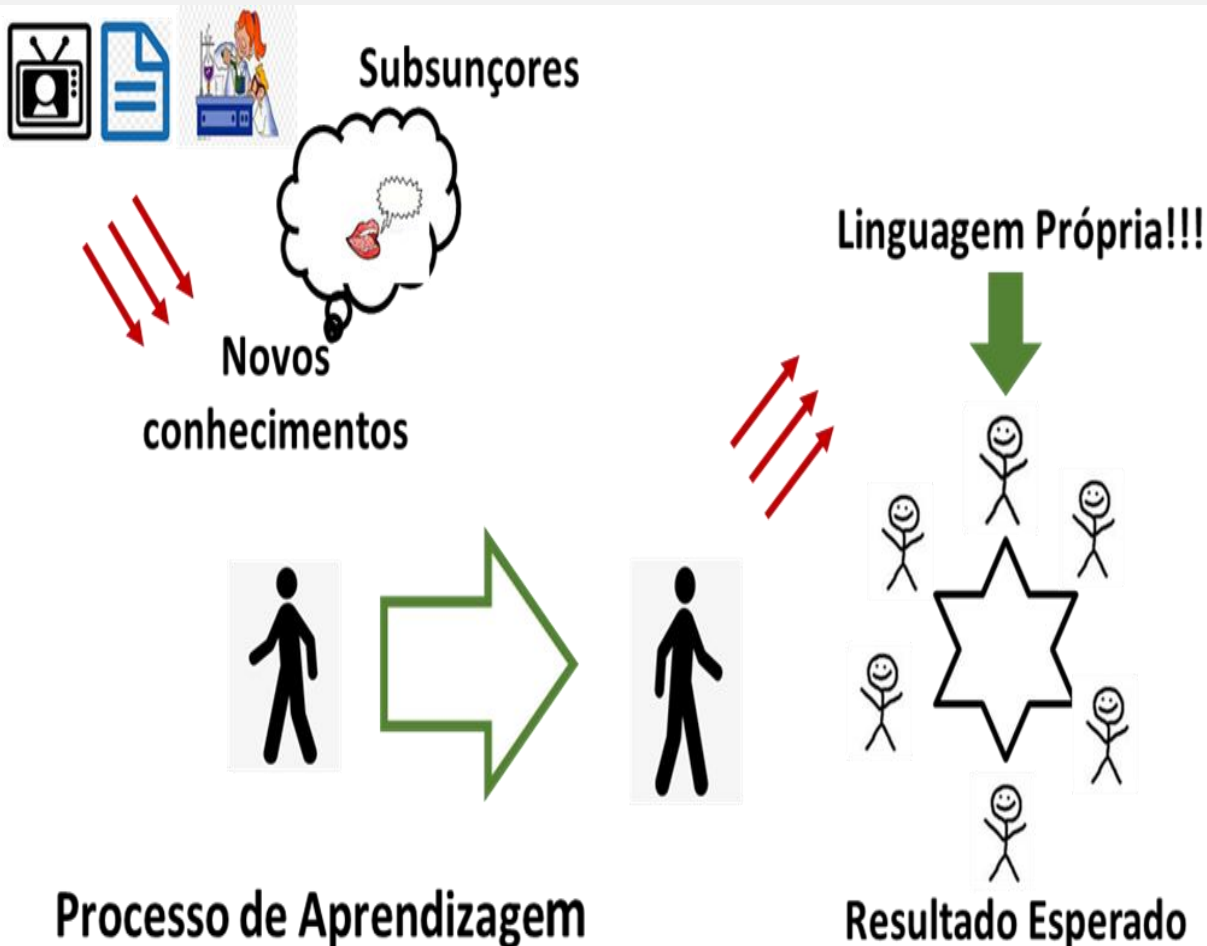 Subsunçores
Linguagem Própria!!!
Novos
conhecimentos
Processo de Aprendizagem
Resultado Esperado